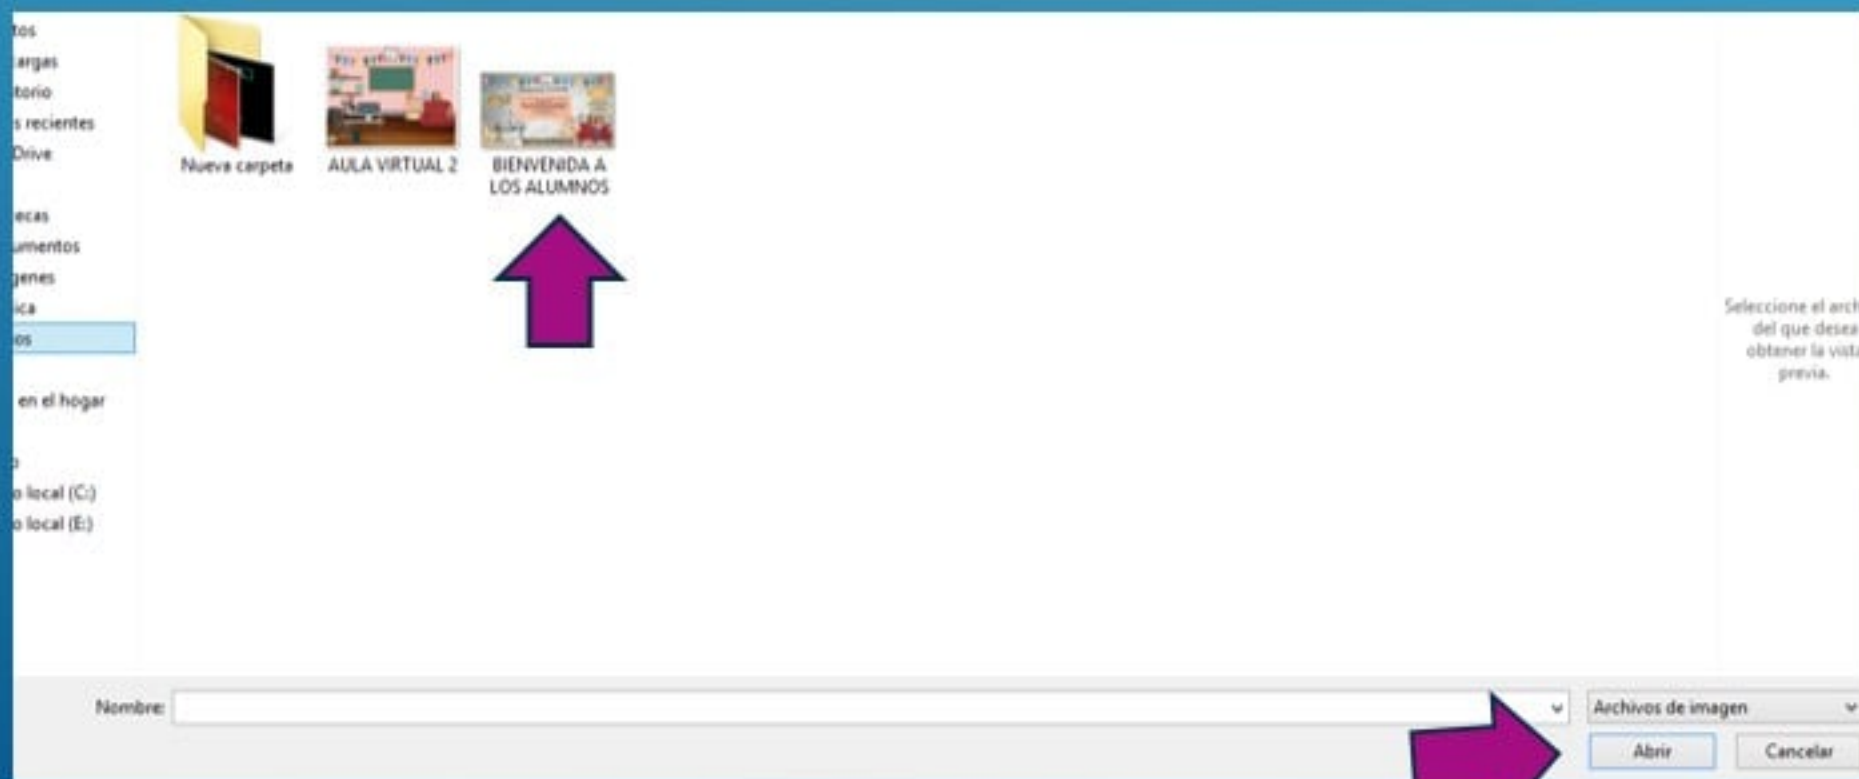 tos
argas
torio
s recientes
Drive
ecas
umentos
genes
ica
os
en el hogar
o local (C:)
o local (E:)
Nueva carpeta
AULA VIRTUAL 2
BIENVENIDA A
LOS ALUMNOS
Seleccione el arch
del que desea
obtener la vista
previa.
Nombre:
Archivos de imagen
Abrir
Cancelar